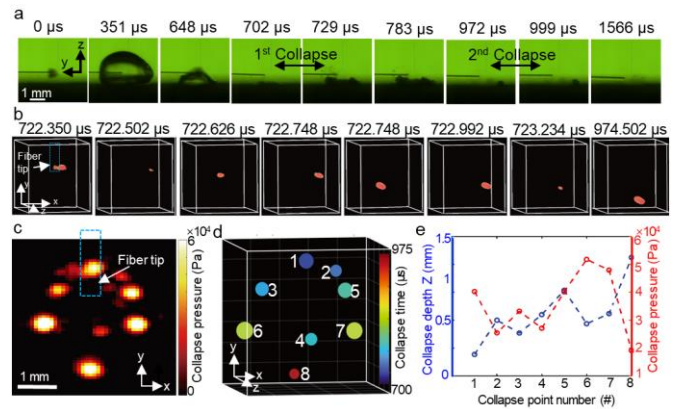 a
0 µs 351 µs 648 µs 702 µs 729 µs 783 µs 972 µs 999 µs 1566 µs
z
y
1 mm
1st Collapse
2nd Collapse
b
722.350 µs 722.502 µs 722.626 µs 722.748 µs 722.748 µs 722.992 µs 723.234 µs 974.502 µs
Fiber
tip
y
x
z
c
Fiber tip
1 mm
y
x
×10⁴
6
0
Collapse pressure (Pa)
d
1
2
3
5
6
4
7
8
y
x
z
975
700
Collapse time (µs)
e
Collapse depth Z (mm)
1.5
1
0.5
0
×10⁴
6
5
4
3
2
1
Collapse pressure (Pa)
1 2 3 4 5 6 7 8
Collapse point number (#)